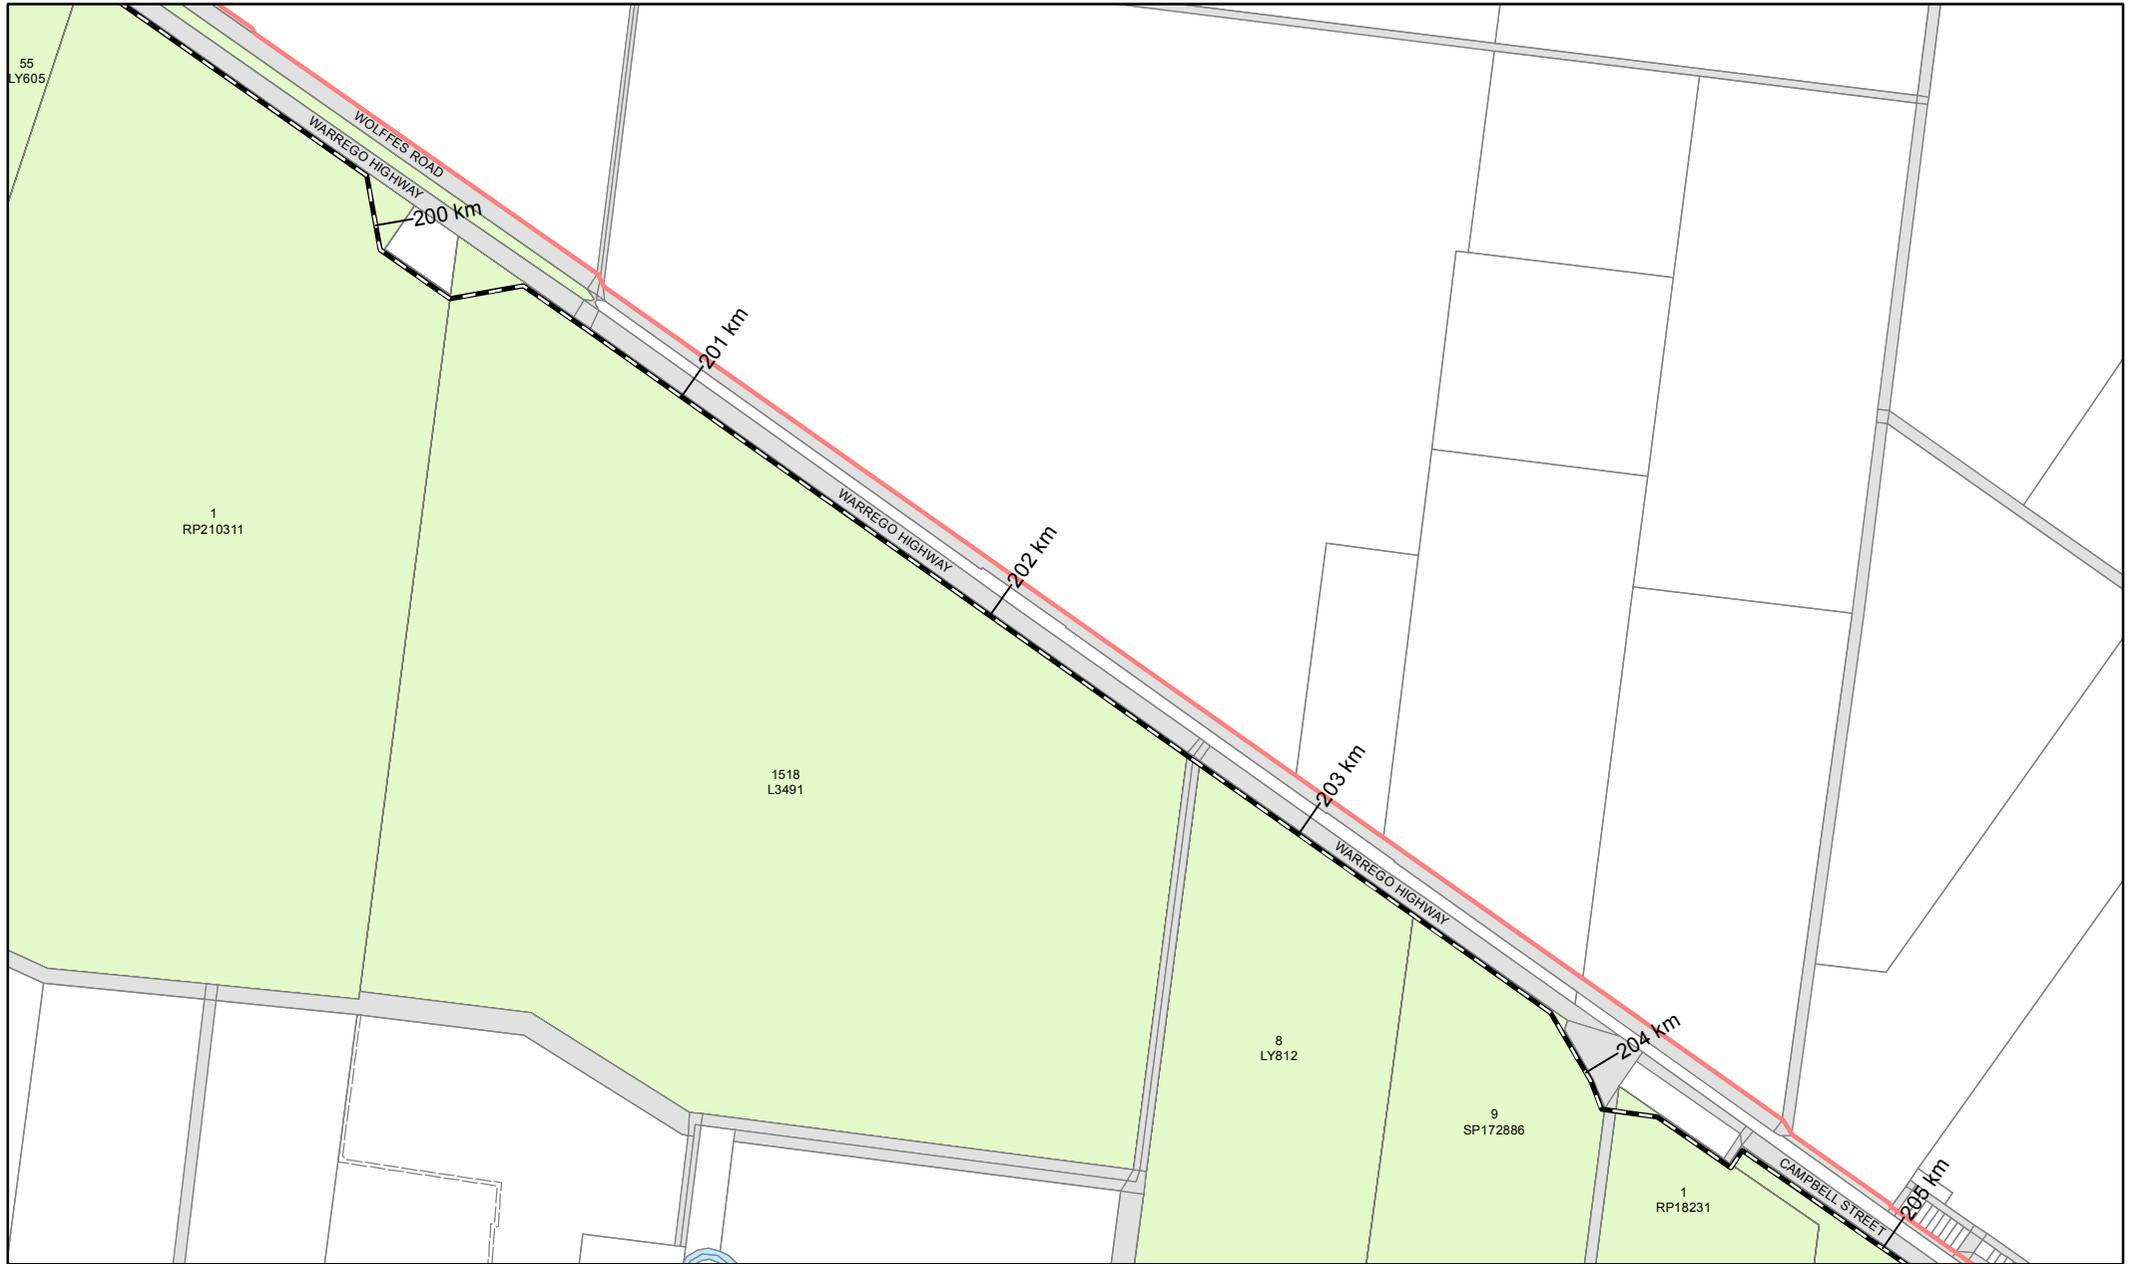 55
LY605
WOLFFES ROAD
WARREGO HIGHWAY
200 km
201 km
1
RP210311
WARREGO HIGHWAY
202 km
1518
L3491
203 km
WARREGO HIGHWAY
8
LY812
204 km
9
SP172886
1
RP18231
CAMPBELL STREET
205 km